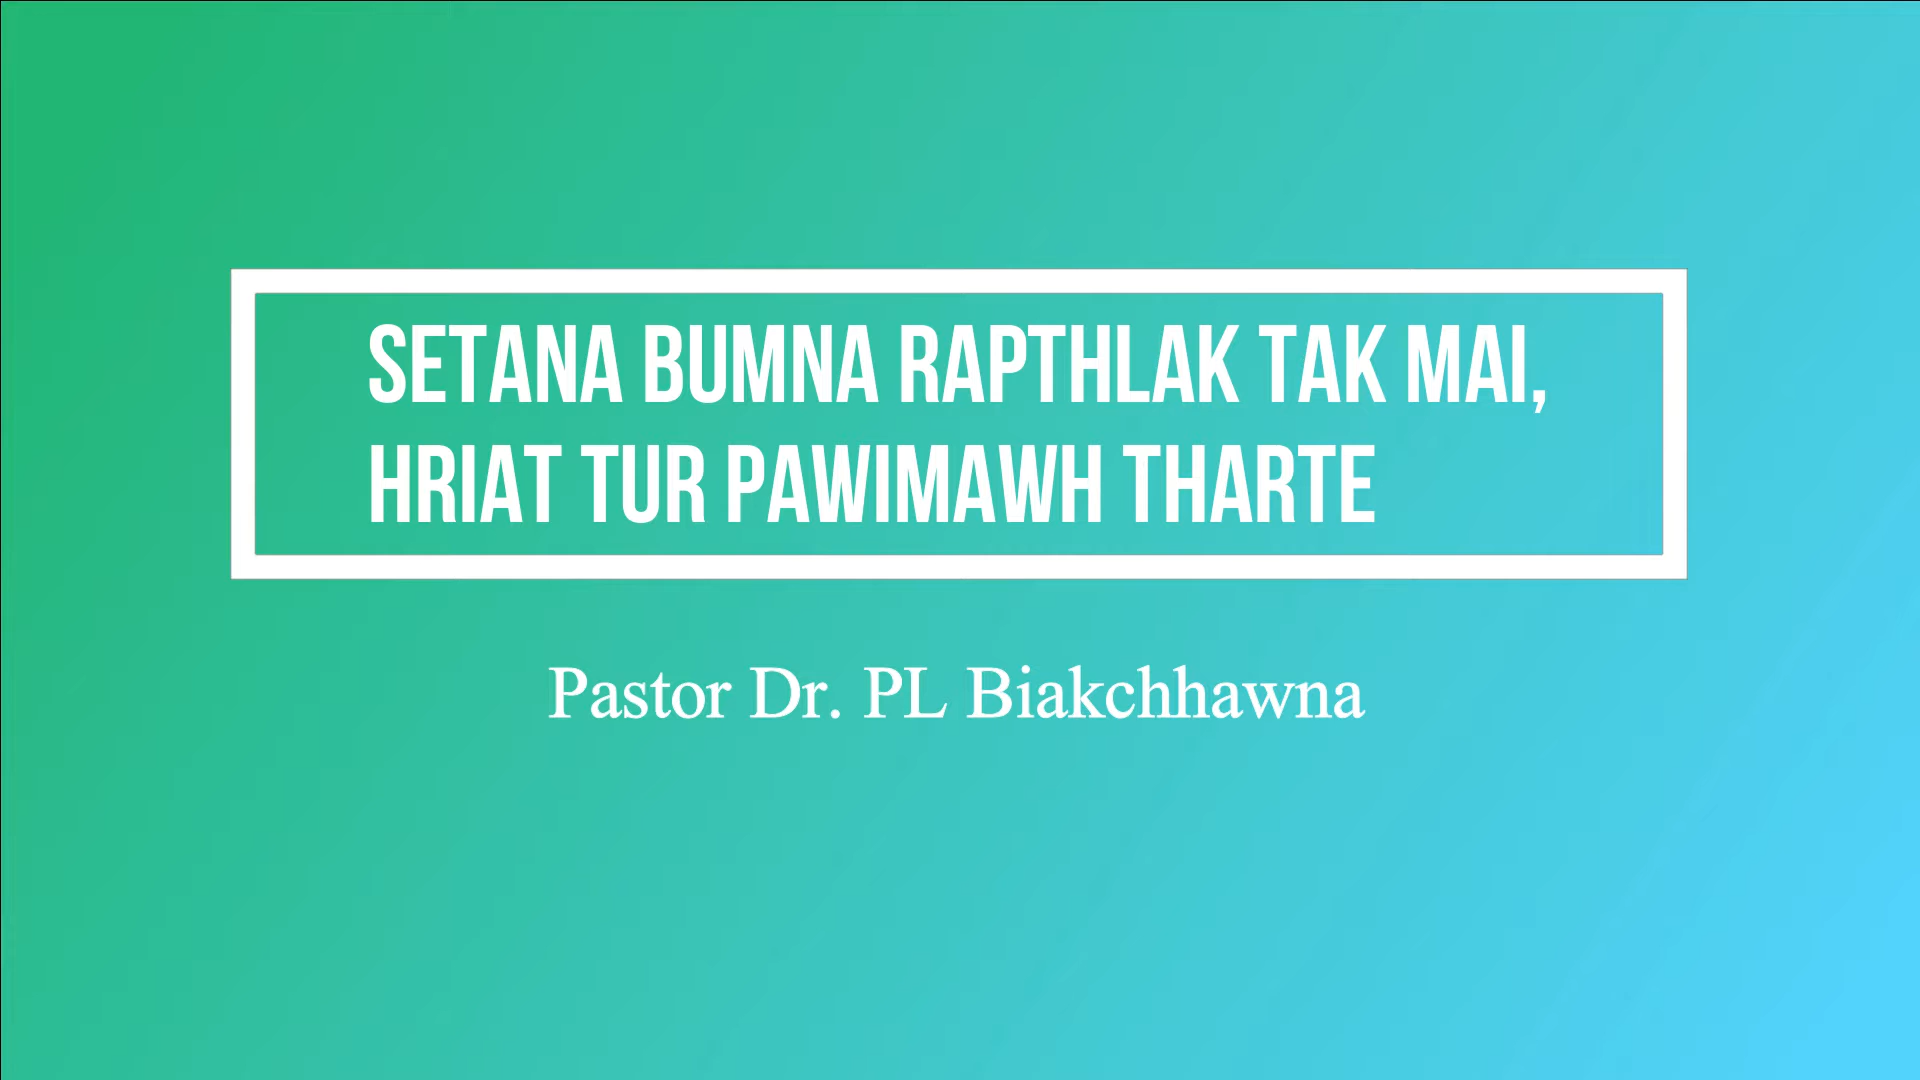 SETANA BUMNA RAPTHLAK TAK MAI,
HRIAT TUR PAWIMAWH THARTE
Pastor Dr. PL Biakchhawna